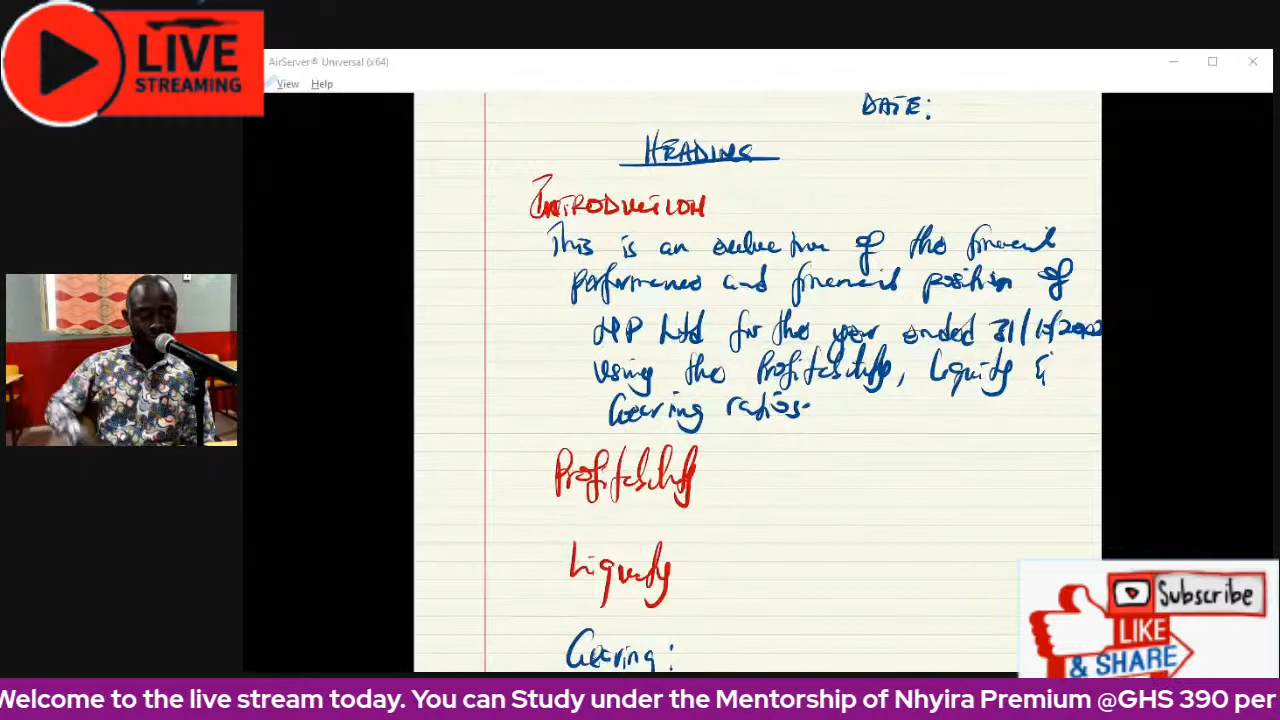 LIVE
STREAMING
AirServer® Universal (x64)
View Help
DATE:
HEADING
INTRODUCTION
This is an evaluation of the financial
performance and financial position of
MP Ltd for the year ended 31/12/2002
using the Profitability, Liquidity &
Gearing ratios.
Profitability
Liquidity
Gearing:
Subscribe
LIKE
& SHARE
Welcome to the live stream today. You can Study under the Mentorship of Nhyira Premium @GHS 390 per